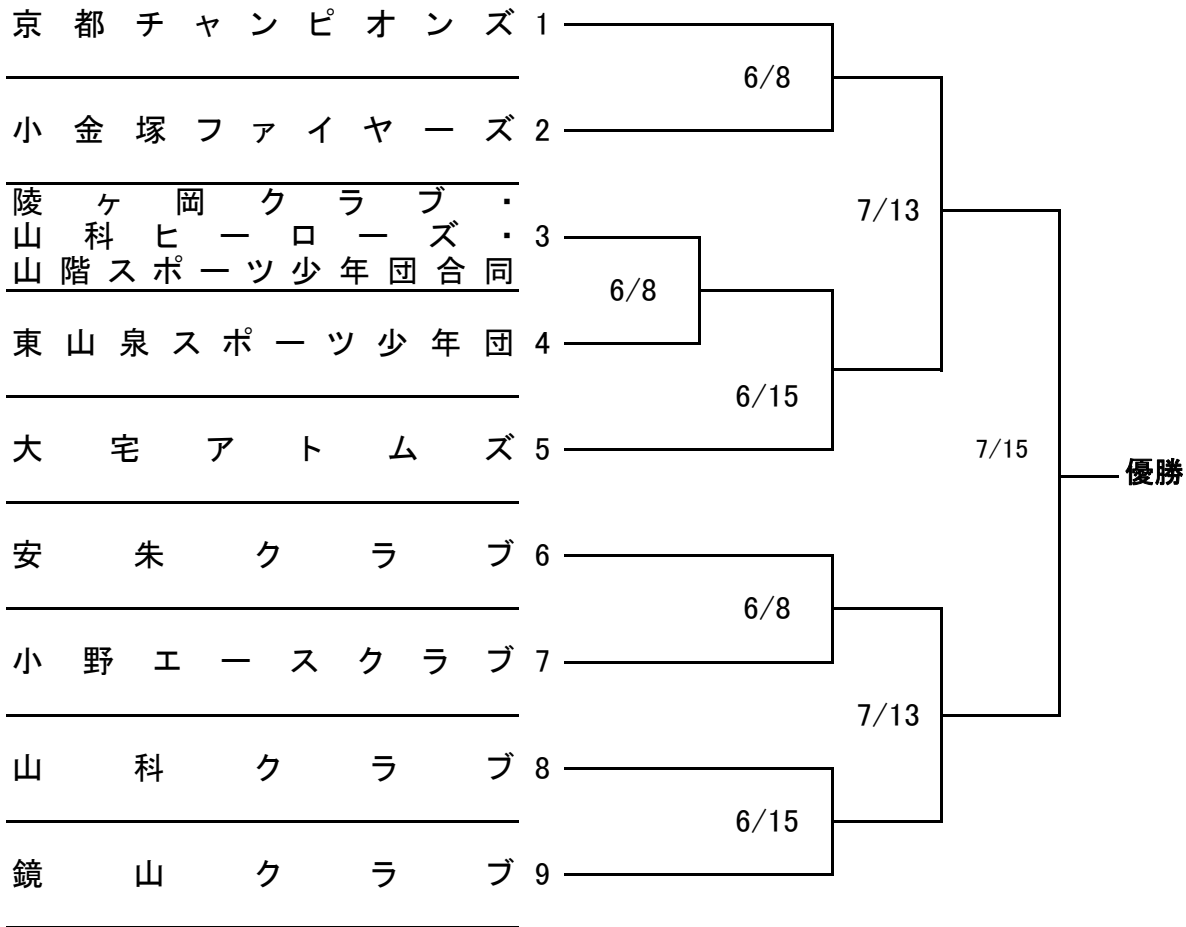 京都チャンピオンズ 1
6/8
小金塚ファイヤーズ 2
陵ヶ岡クラブ・
7/13
山科ヒーローズ・ 3
山階スポーツ少年団合同
6/8
東山泉スポーツ少年団 4
6/15
大宅アトムズ 5
7/15
優勝
安朱クラブ 6
6/8
小野エースクラブ 7
7/13
山科クラブ 8
6/15
鏡山クラブ 9